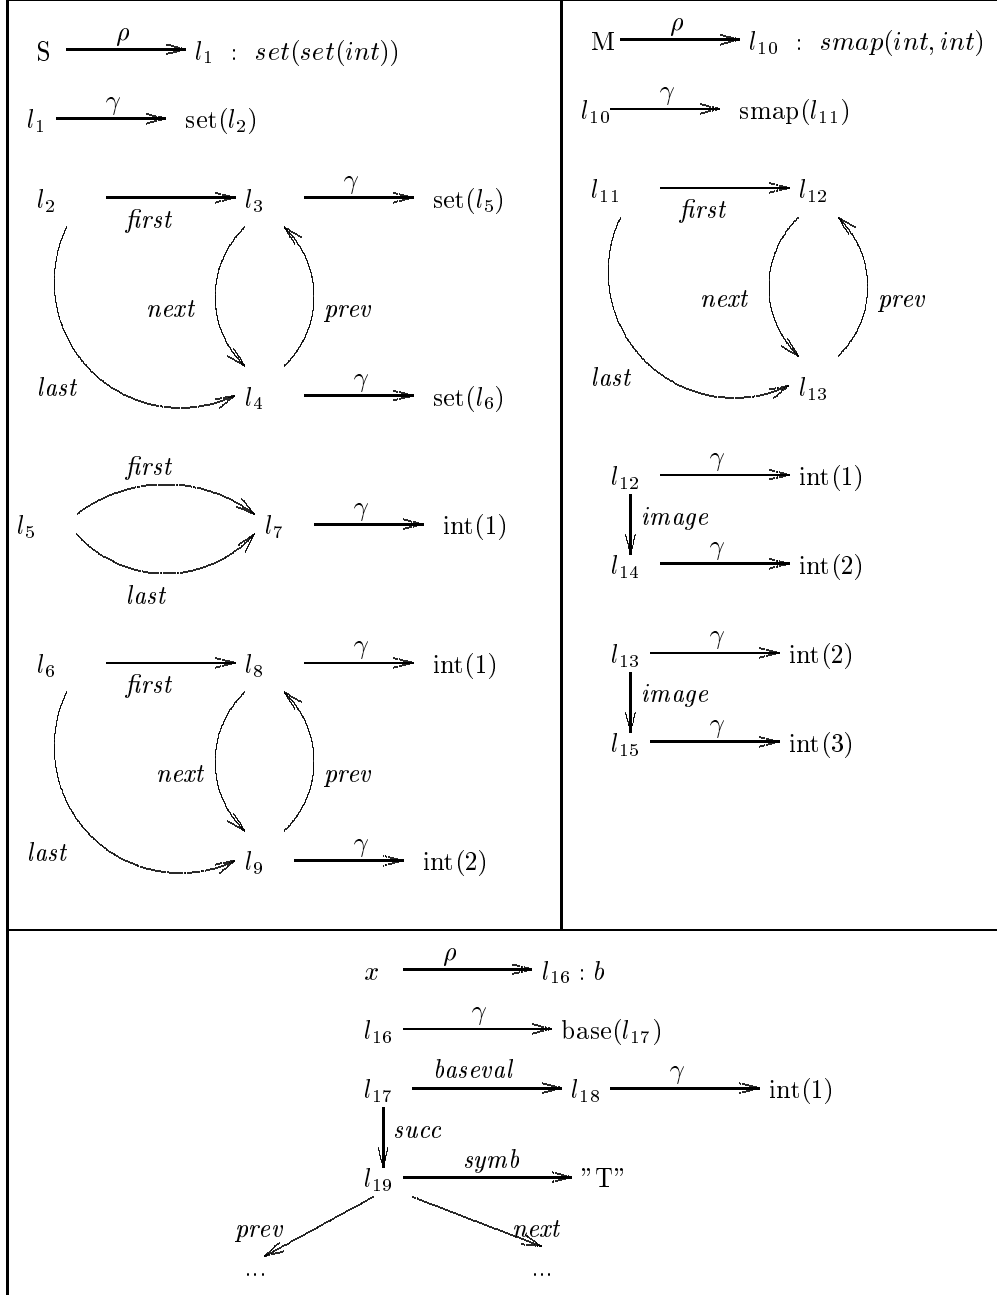 S ρ l₁ : set(set(int))
l₁ γ set(l₂)
l₂ first l₃ γ set(l₅)
next prev
last
l₄ γ set(l₆)
first
l₅ l₇ γ int(1)
last
l₆ first l₈ γ int(1)
next prev
last
l₉ γ int(2)
M ρ l₁₀ : smap(int, int)
l₁₀ γ smap(l₁₁)
l₁₁ first l₁₂
next prev
last
l₁₃
l₁₂ γ int(1)
image
l₁₄ γ int(2)
l₁₃ γ int(2)
image
l₁₅ γ int(3)
x ρ l₁₆ : b
l₁₆ γ base(l₁₇)
l₁₇ baseval l₁₈ γ int(1)
succ
l₁₉ symb "T"
prev next
... ...